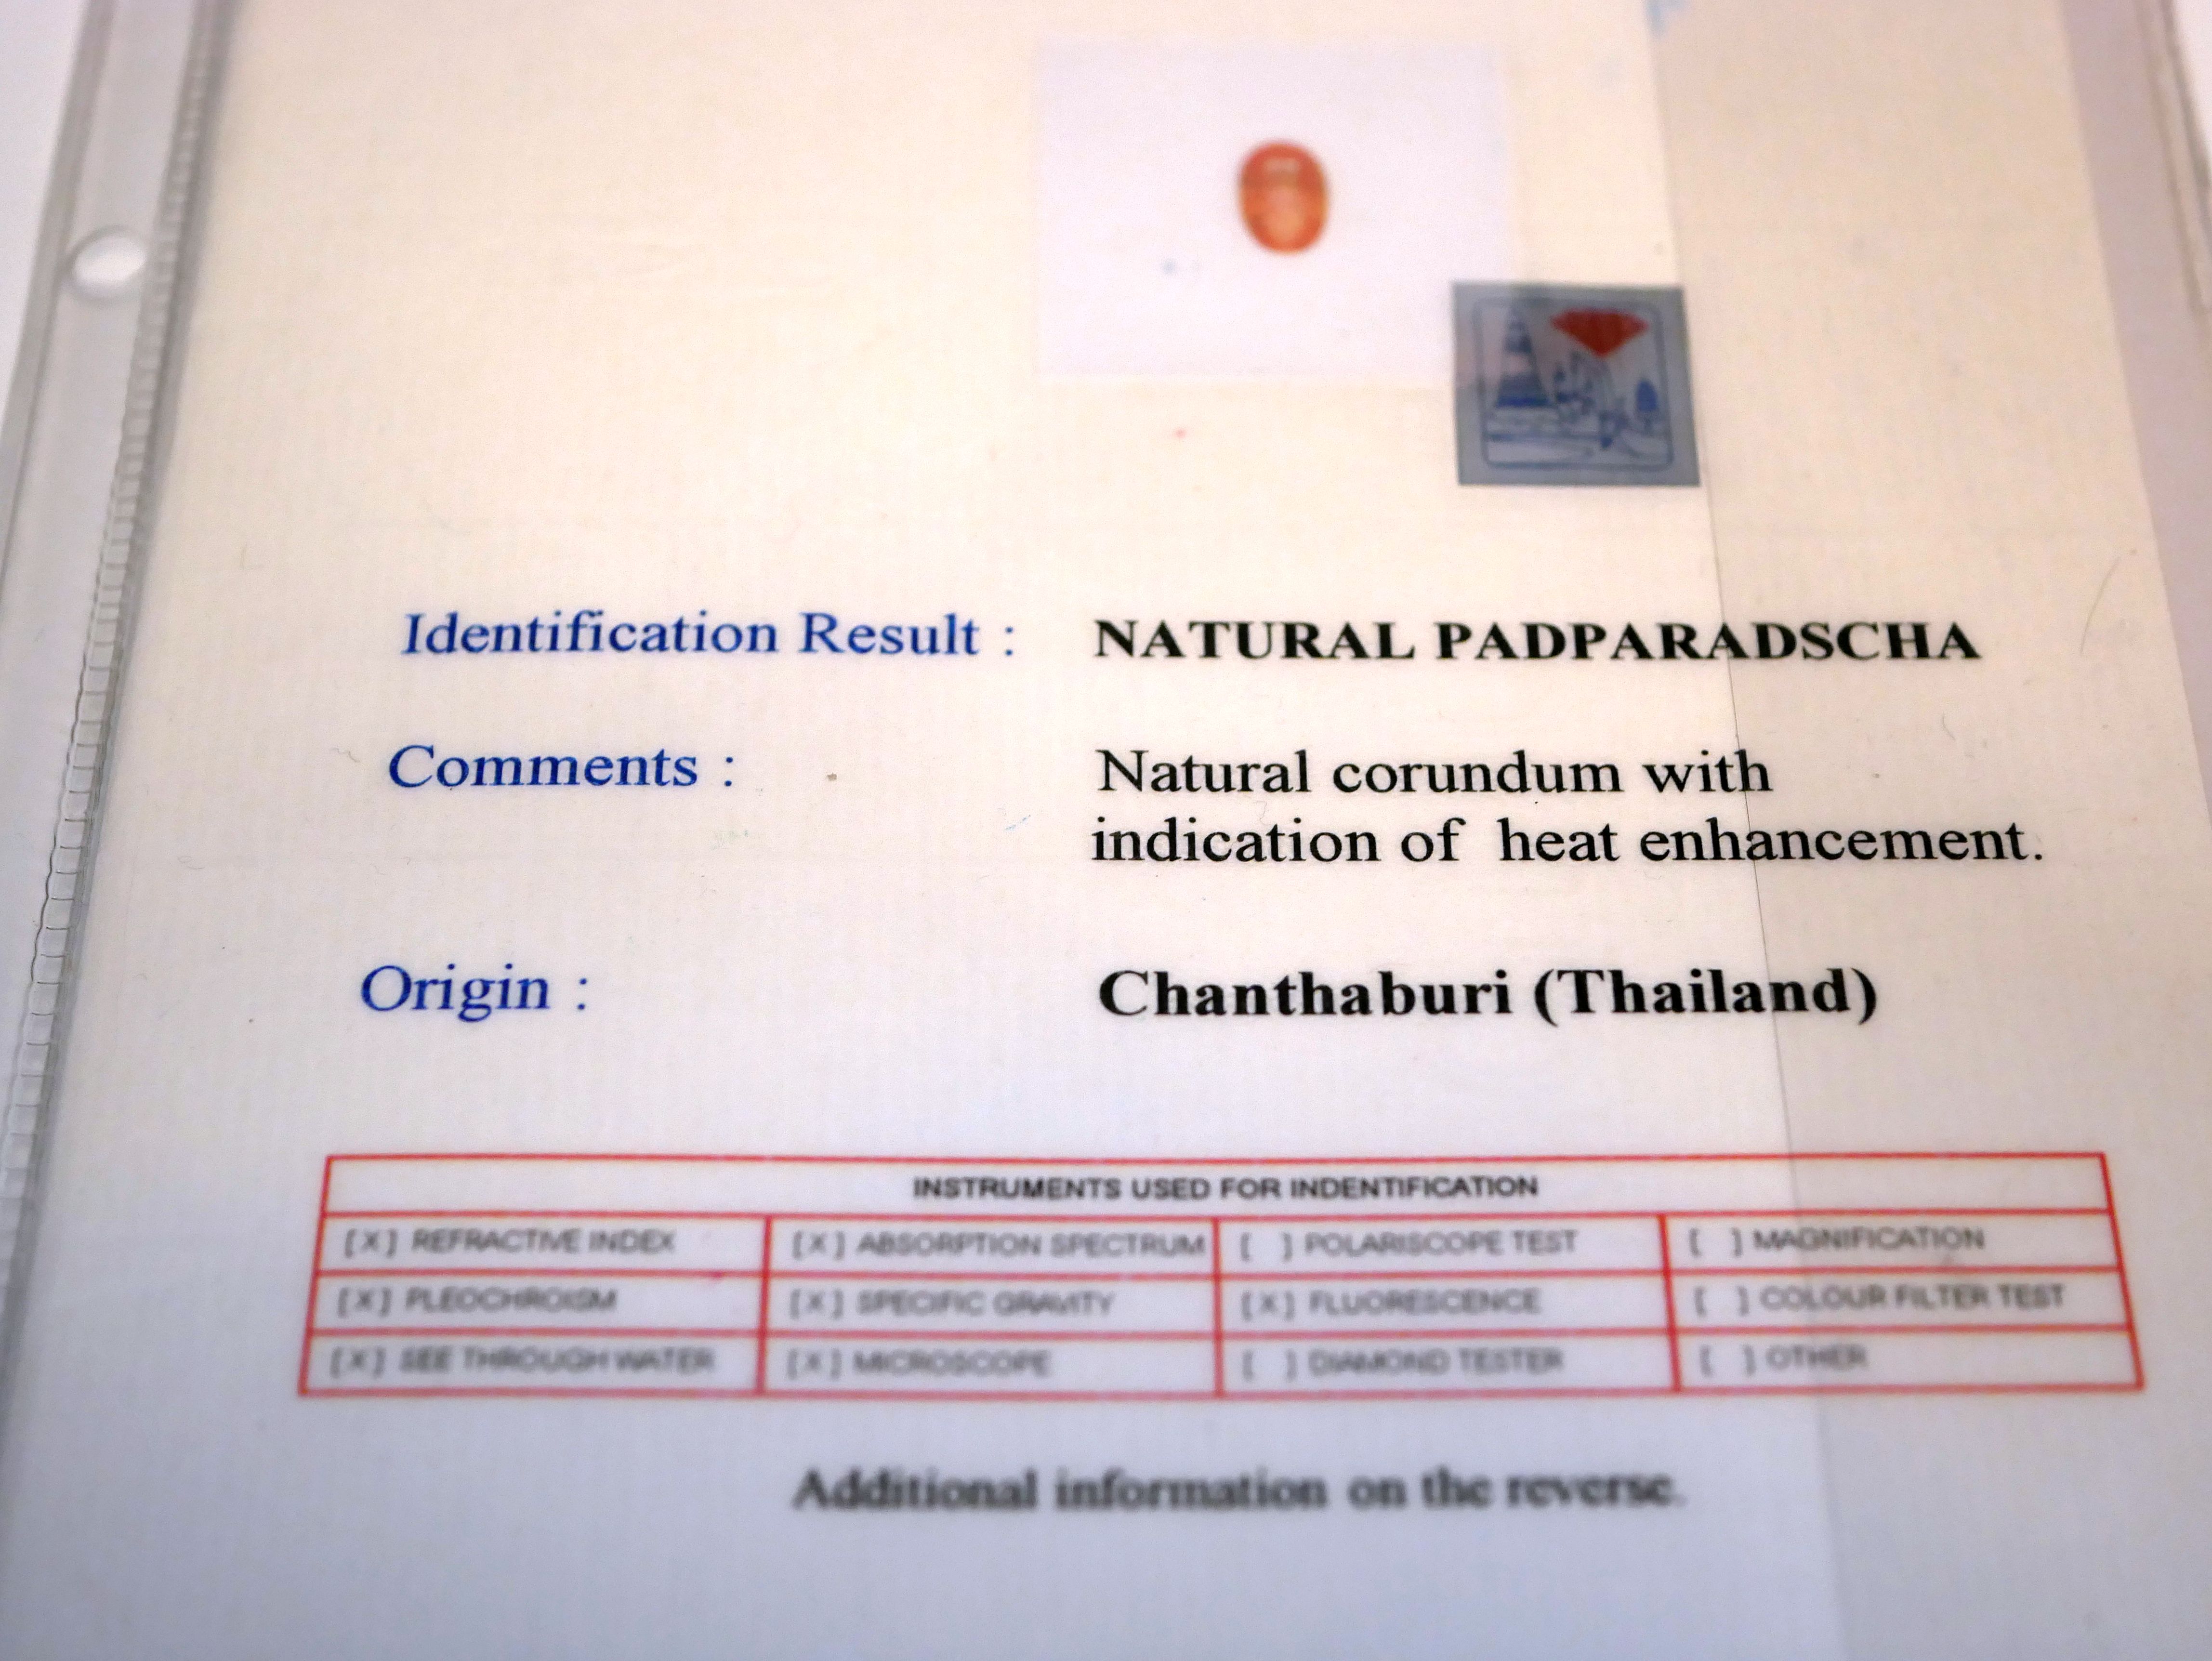 Identification Result : NATURAL PADPARADSCHA
Comments : Natural corundum with
indication of heat enhancement.
Origin : Chanthaburi (Thailand)
INSTRUMENTS USED FOR INDENTIFICATION
[X] REFRACTIVE INDEX [X] ABSORPTION SPECTRUM [ ] POLARISCOPE TEST [ ] MAGNIFICATION
[X] PLEOCHROISM [X] SPECIFIC GRAVITY [X] FLUORESCENCE [ ] COLOUR FILTER TEST
[X] SEE THROUGH WATER [X] MICROSCOPE [ ] DIAMOND TESTER [ ] OTHER
Additional information on the reverse.